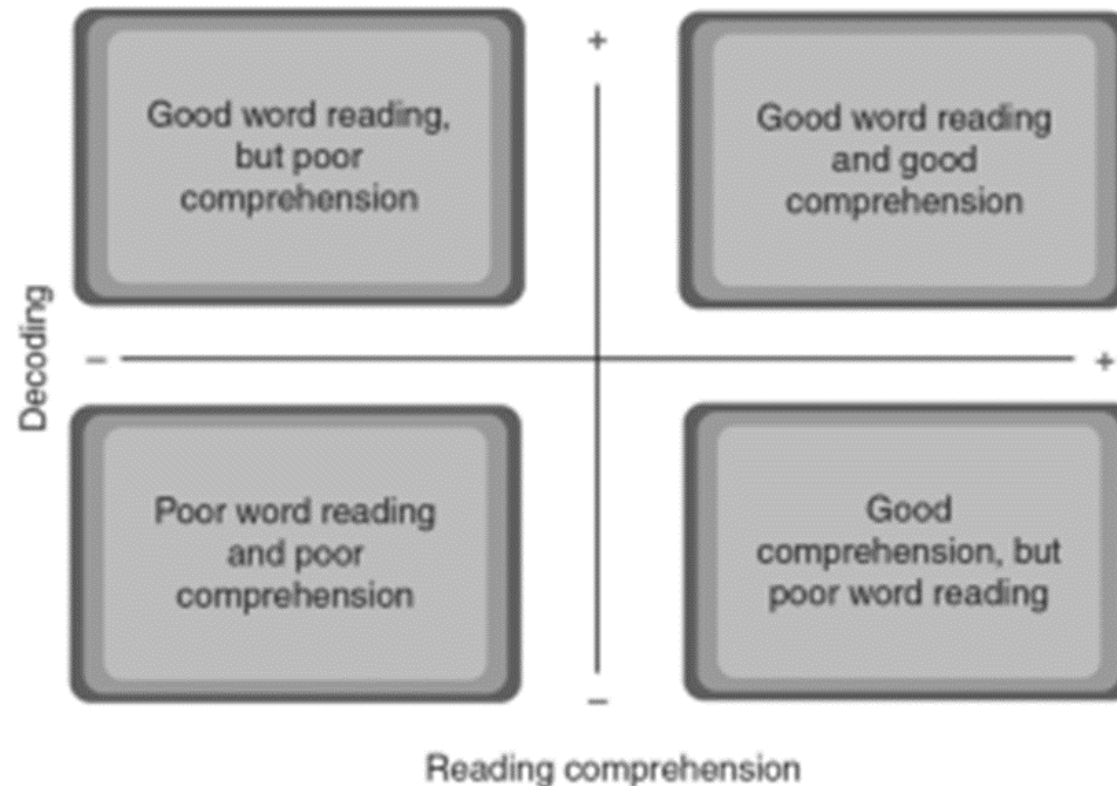 +
Good word reading,
but poor
comprehension
Good word reading
and good
comprehension
Decoding
–
+
Poor word reading
and poor
comprehension
Good
comprehension, but
poor word reading
–
Reading comprehension